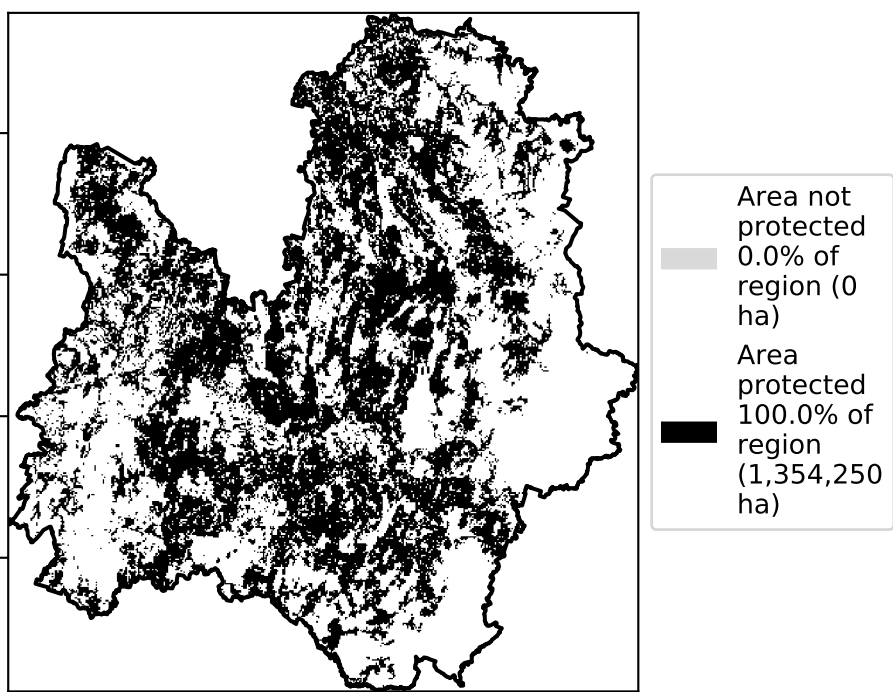 Area not
protected
0.0% of
region (0
ha)
Area
protected
100.0% of
region
(1,354,250
ha)